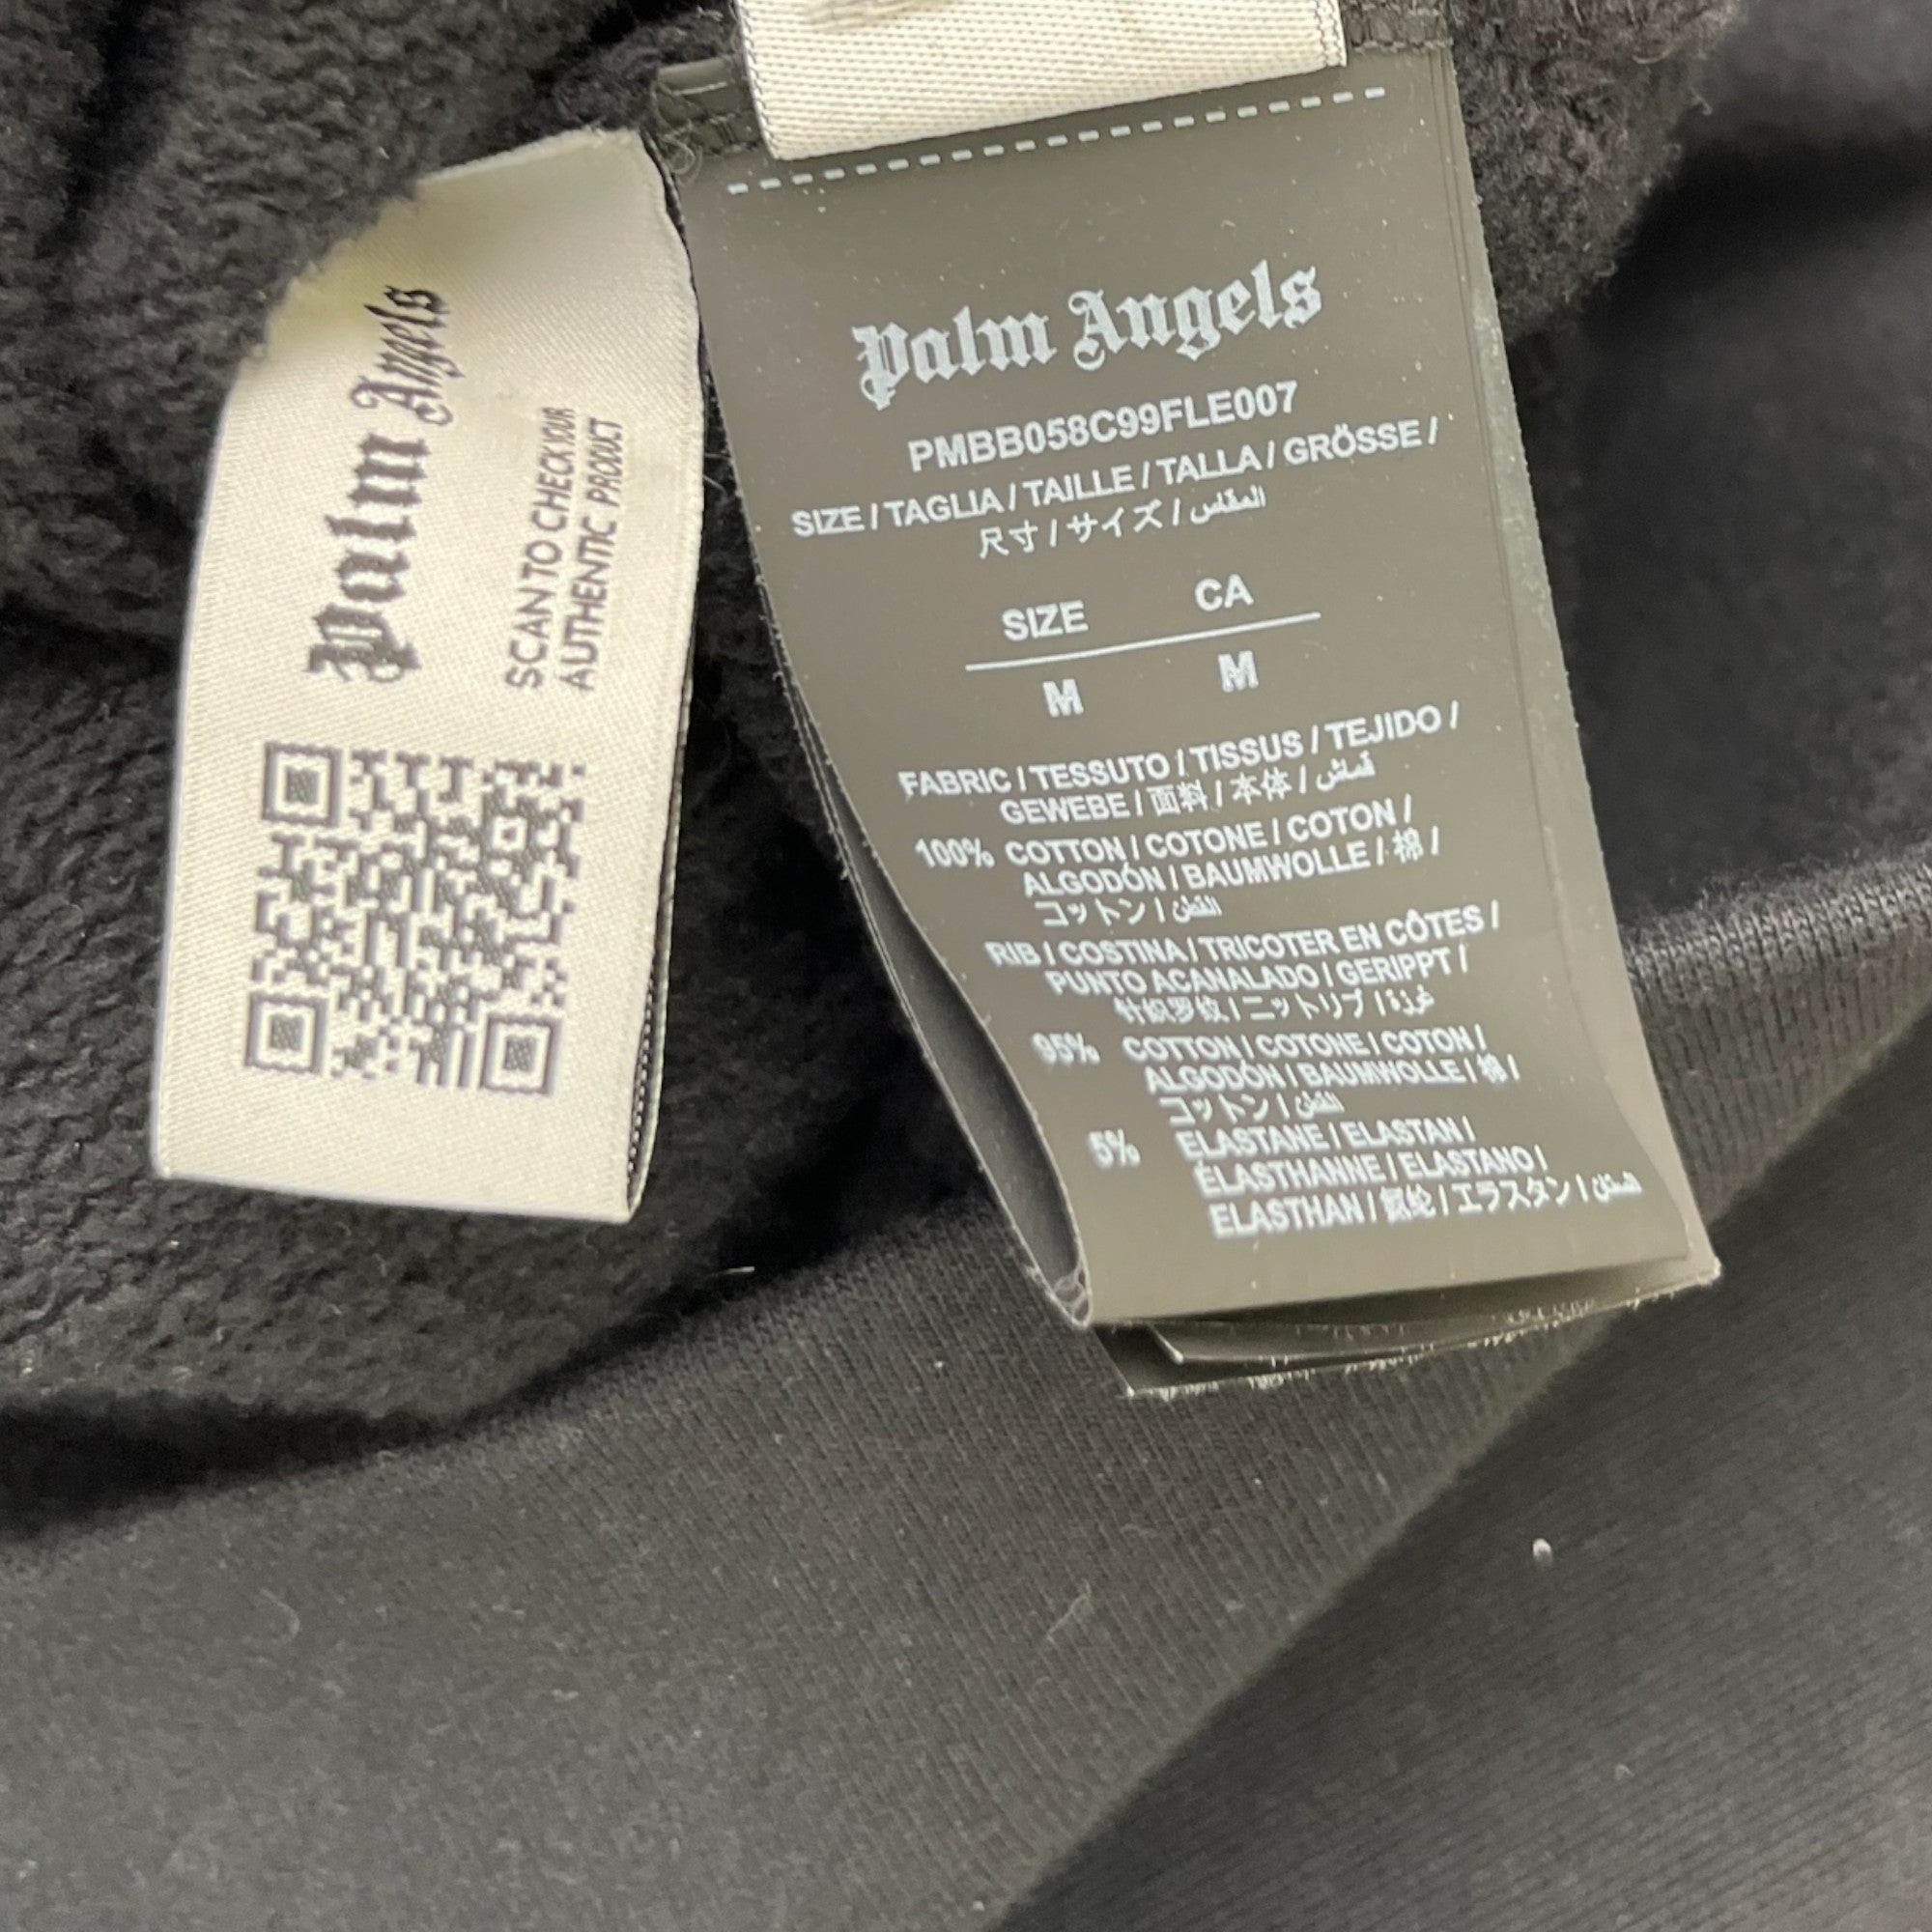 Palm Angels
SCAN TO CHECK YOUR
AUTHENTIC PRODUCT
Palm Angels
PMBB058C99FLE007
SIZE / TAGLIA / TAILLE / TALLA / GRÖSSE /
尺寸 / サイズ / المقاس
SIZE CA
M M
FABRIC / TESSUTO / TISSUS / TEJIDO /
GEWEBE / 面料 / 本体 / قماش
100% COTTON / COTONE / COTON /
ALGODÓN / BAUMWOLLE / 棉 /
コットン / القطن
RIB / COSTINA / TRICOTER EN CÔTES /
PUNTO ACANALADO / GERIPPT /
针织罗纹 / ニットリブ /
95% COTTON / COTONE / COTON /
ALGODÓN / BAUMWOLLE / 棉 /
コットン / القطن
5% ELASTANE / ELASTAN /
ÉLASTHANNE / ELASTANO /
ELASTHAN / 氨纶 / エラスタン /